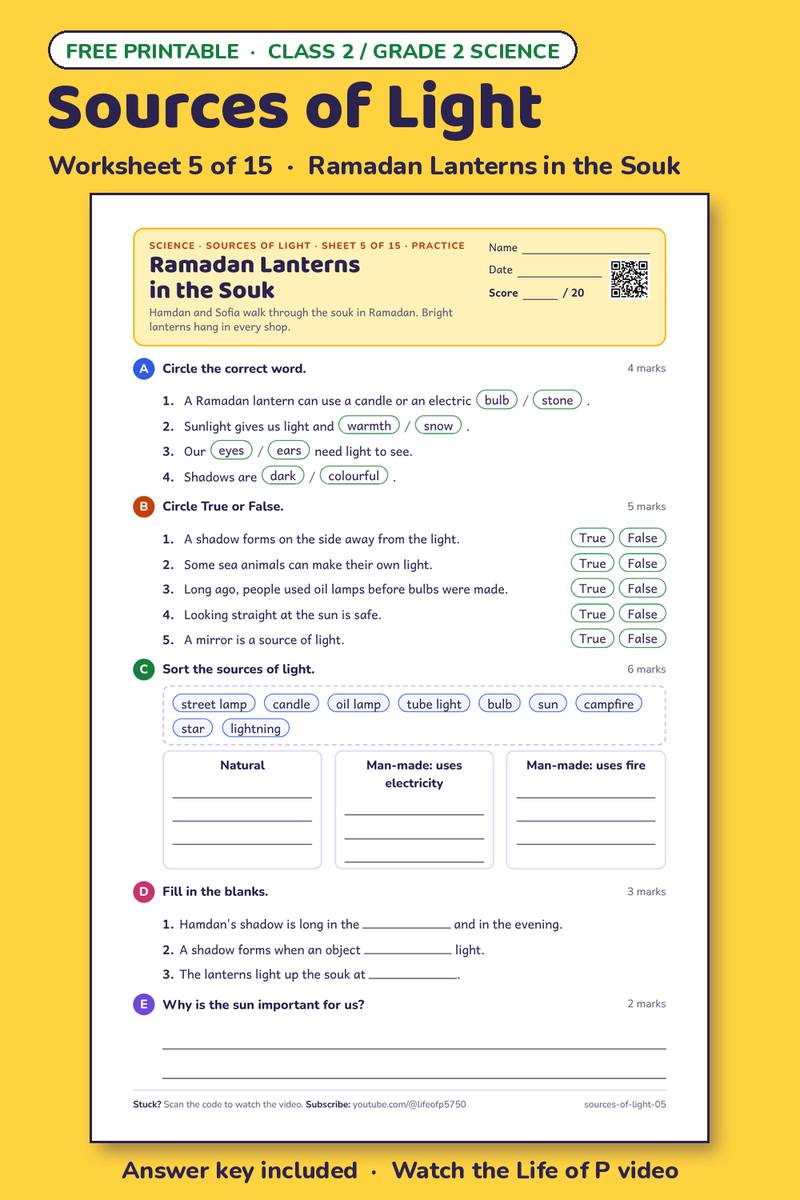 FREE PRINTABLE · CLASS 2 / GRADE 2 SCIENCE
Sources of Light
Worksheet 5 of 15 · Ramadan Lanterns in the Souk
SCIENCE · SOURCES OF LIGHT · SHEET 5 OF 15 · PRACTICE
Ramadan Lanterns
in the Souk
Hamdan and Sofia walk through the souk in Ramadan. Bright
lanterns hang in every shop.
Name ______
Date ______
Score ______ / 20
A Circle the correct word. 4 marks
1. A Ramadan lantern can use a candle or an electric bulb / stone .
2. Sunlight gives us light and warmth / snow .
3. Our eyes / ears need light to see.
4. Shadows are dark / colourful .
B Circle True or False. 5 marks
1. A shadow forms on the side away from the light. True False
2. Some sea animals can make their own light. True False
3. Long ago, people used oil lamps before bulbs were made. True False
4. Looking straight at the sun is safe. True False
5. A mirror is a source of light. True False
C Sort the sources of light. 6 marks
street lamp candle oil lamp tube light bulb sun campfire
star lightning
Natural
Man-made: uses
electricity
Man-made: uses fire
D Fill in the blanks. 3 marks
1. Hamdan's shadow is long in the ______ and in the evening.
2. A shadow forms when an object ______ light.
3. The lanterns light up the souk at ______.
E Why is the sun important for us? 2 marks
Stuck? Scan the code to watch the video. Subscribe: youtube.com/@lifeofp5750
sources-of-light-05
Answer key included · Watch the Life of P video